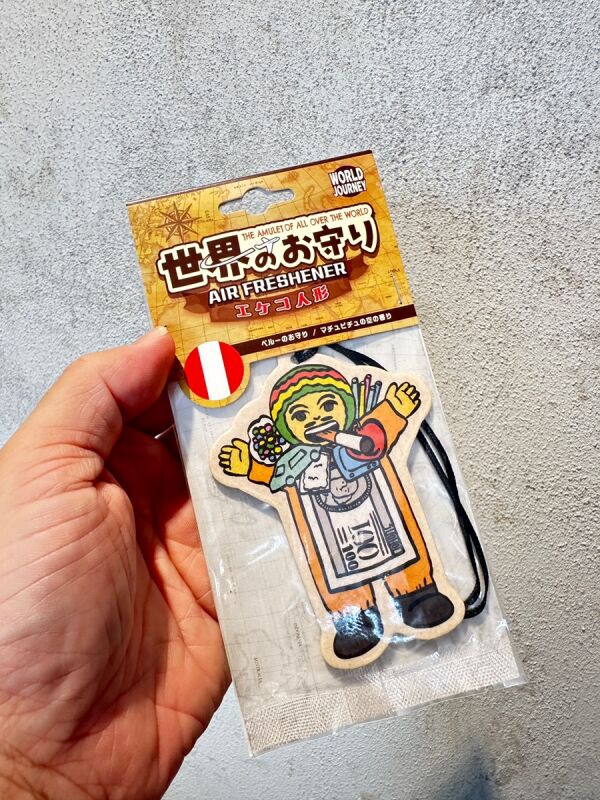 WORLD
JOURNEY
THE AMULET OF ALL OVER THE WORLD
世界のお守り
AIR FRESHENER
エケコ人形
ペルーのお守り / マチュピチュの空の香り
100
100